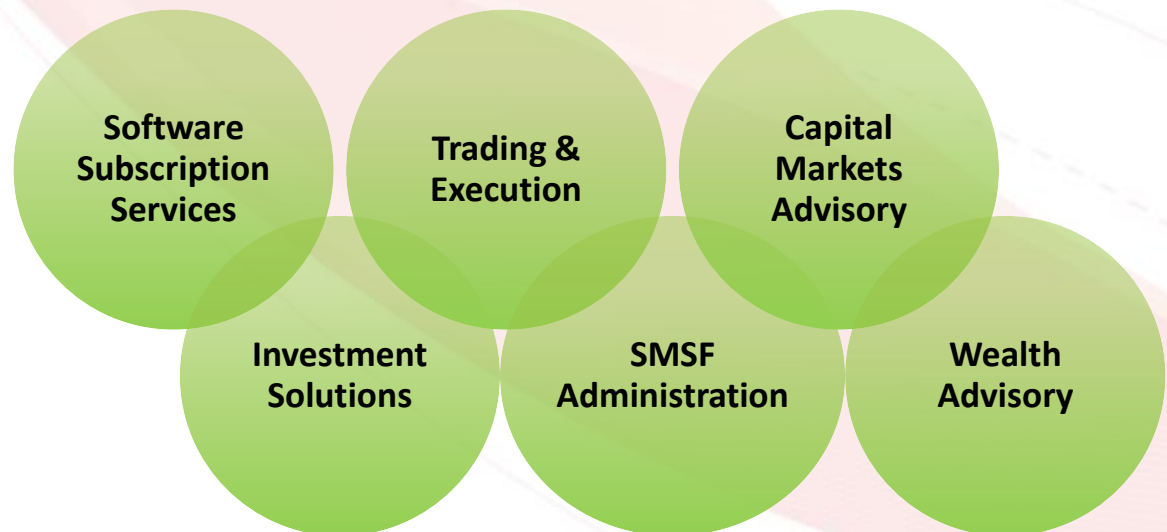 Software
Subscription
Services
Trading &
Execution
Capital
Markets
Advisory
Investment
Solutions
SMSF
Administration
Wealth
Advisory